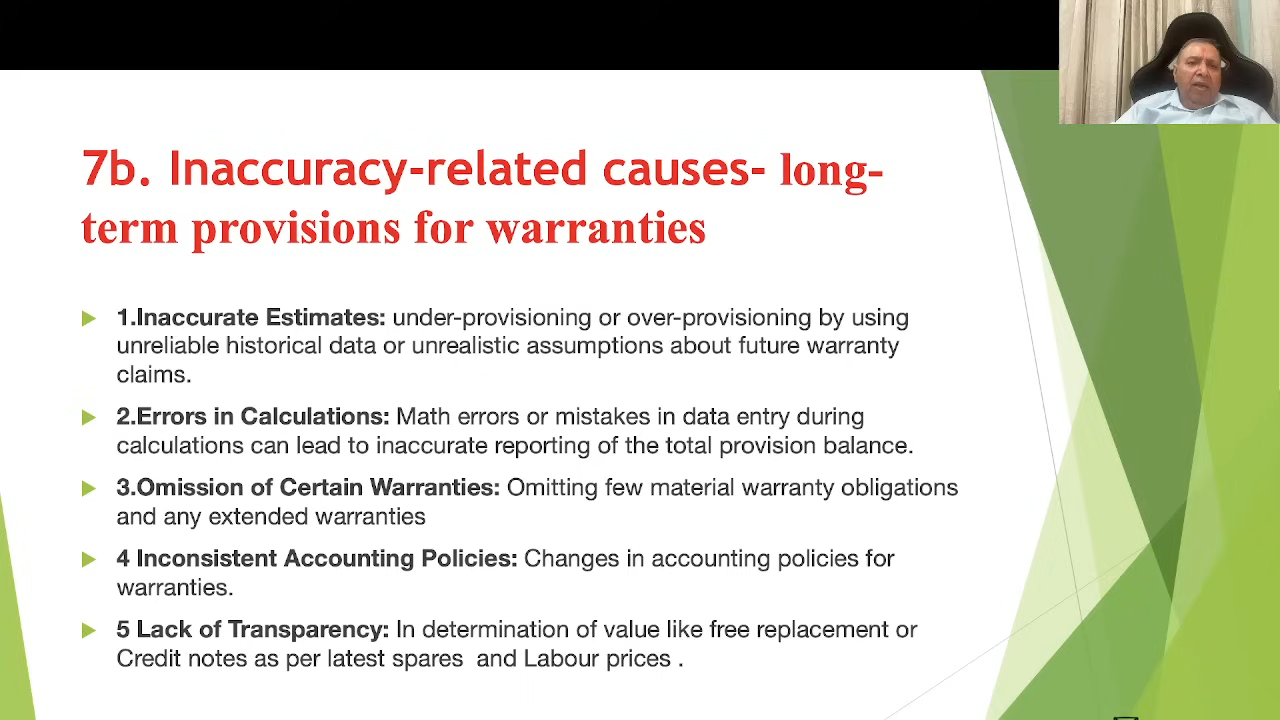 7b. Inaccuracy-related causes- long-
term provisions for warranties
1.Inaccurate Estimates: under-provisioning or over-provisioning by using
unreliable historical data or unrealistic assumptions about future warranty
claims.
2.Errors in Calculations: Math errors or mistakes in data entry during
calculations can lead to inaccurate reporting of the total provision balance.
3.Omission of Certain Warranties: Omitting few material warranty obligations
and any extended warranties
4 Inconsistent Accounting Policies: Changes in accounting policies for
warranties.
5 Lack of Transparency: In determination of value like free replacement or
Credit notes as per latest spares  and Labour prices .